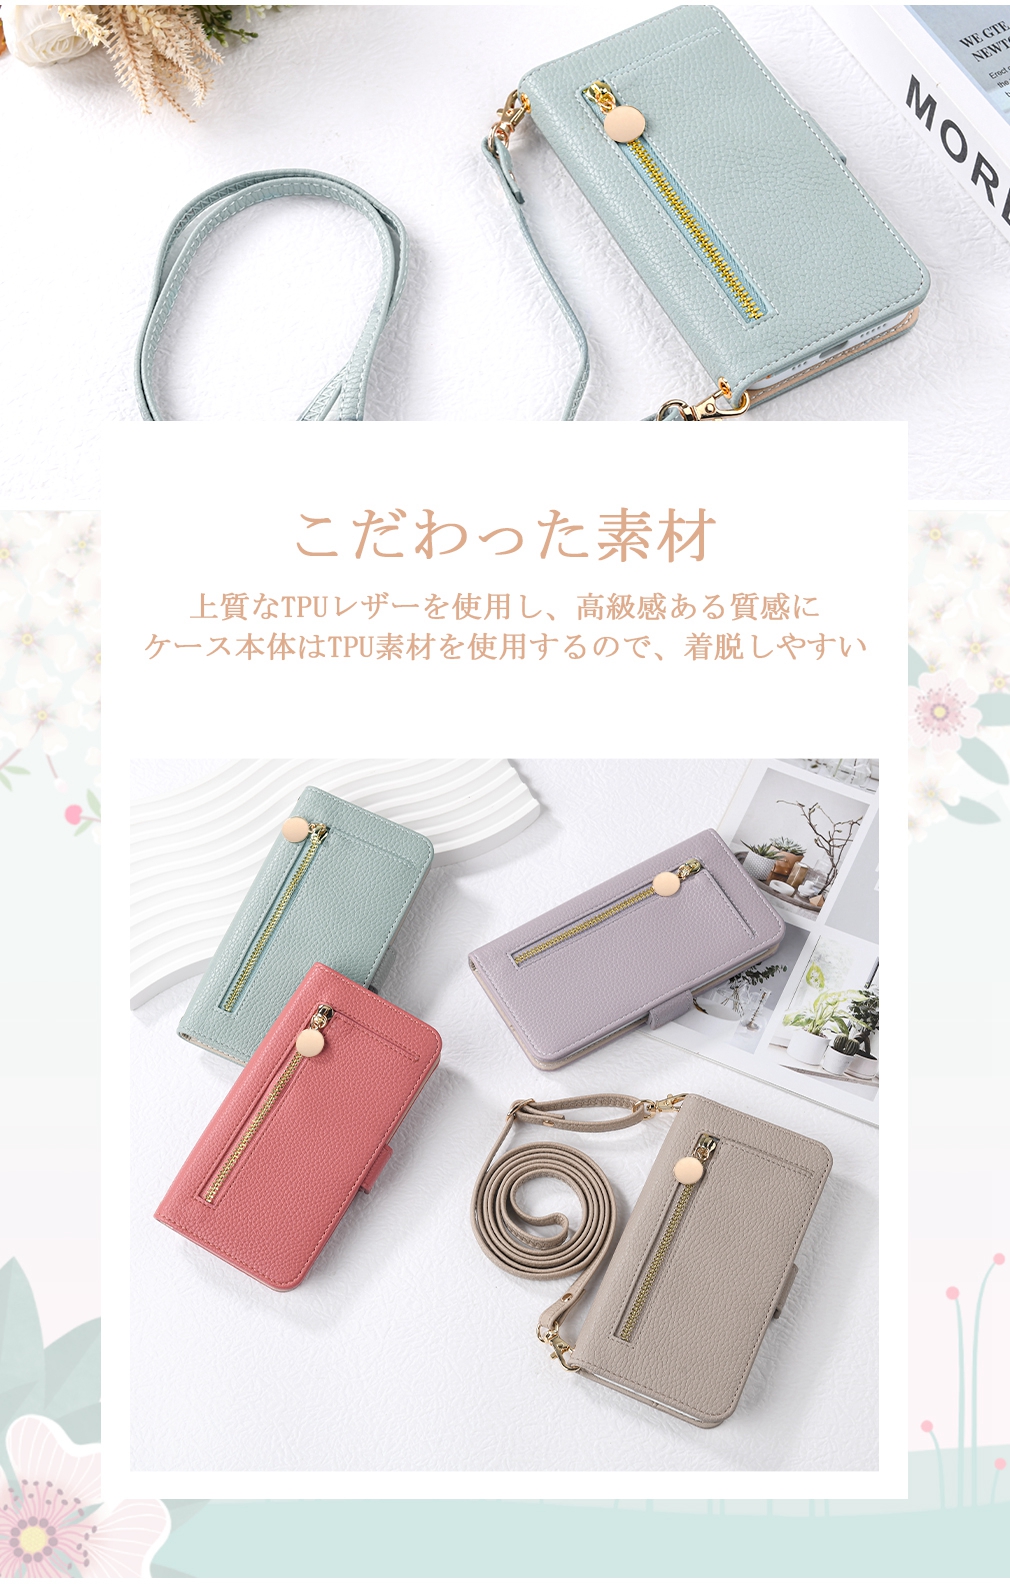 WE GTE
NEWTO
MORE
こだわった素材
上質なTPUレザーを使用し、高級感ある質感に
ケース本体はTPU素材を使用するので、着脱しやすい